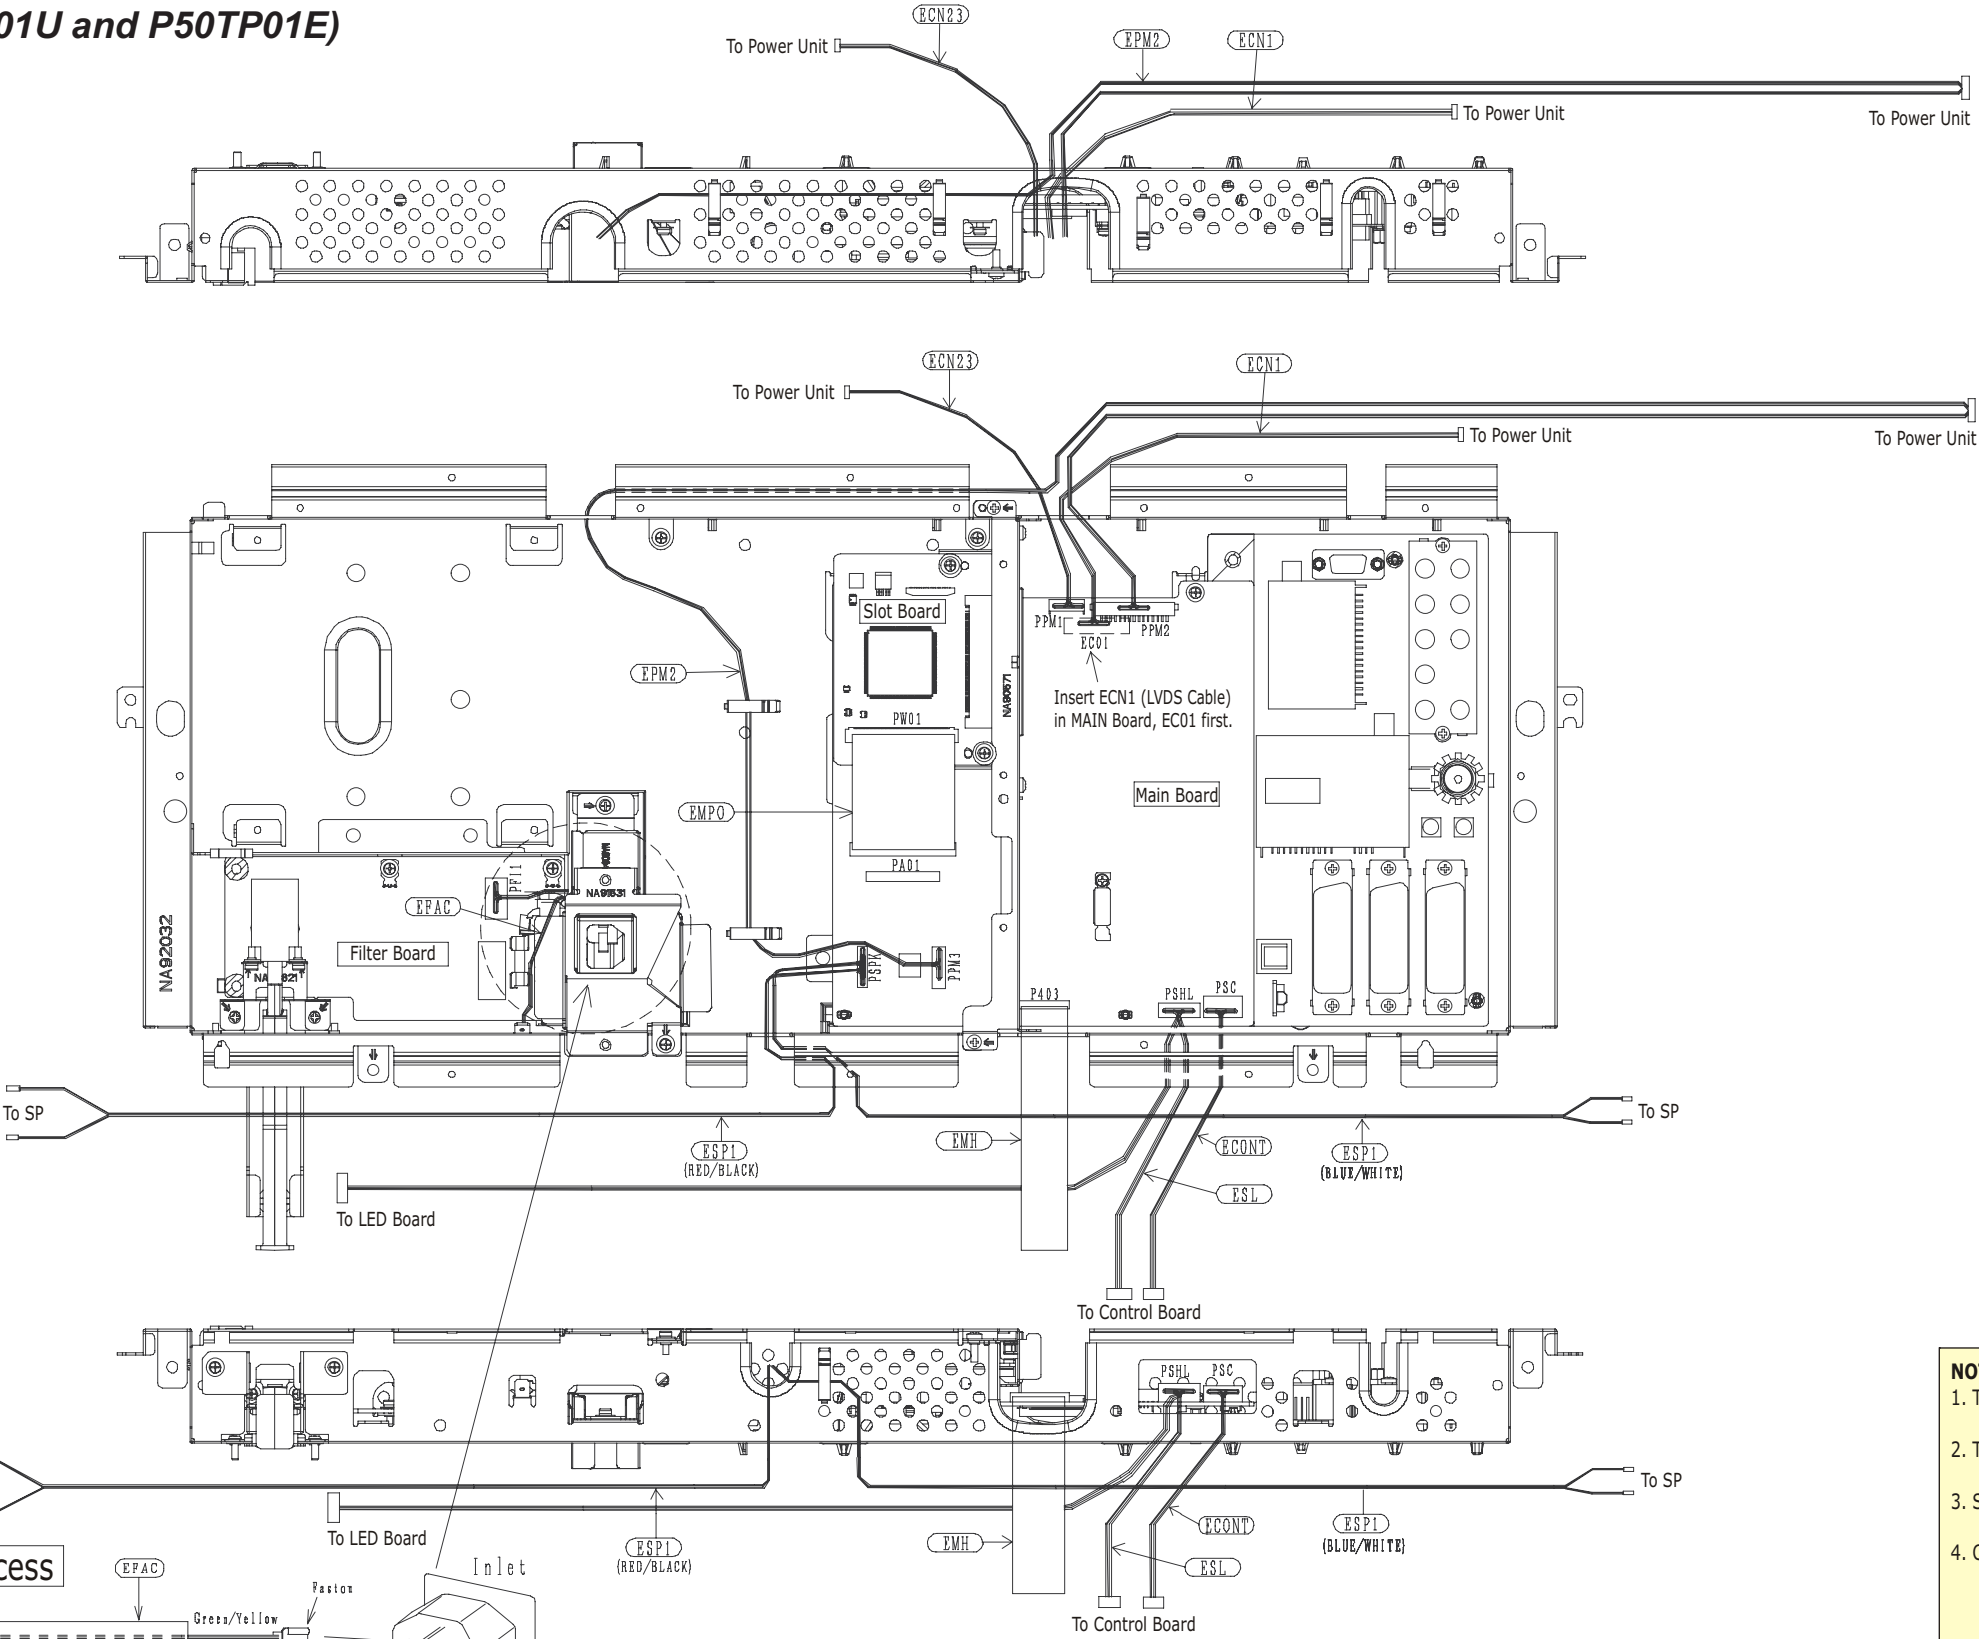 01U and P50TP01E)
ECN23
To Power Unit
EPM2
ECN1
To Power Unit
To Power Unit
ECN23
ECN1
To Power Unit
To Power Unit
To Power Unit
Slot Board
PPM1
EC01
PPM2
EPM2
Insert ECN1 (LVDS Cable)
in MAIN Board, EC01 first.
NA90671
PW01
EMPO
Main Board
PA01
PF11
NA91631
EFAC
NA92032
Filter Board
PSPK
PPM3
P403
PSHL
PSC
To SP
To SP
ESP1
(RED/BLACK)
EMH
ECONT
ESP1
(BLUE/WHITE)
ESL
To LED Board
To Control Board
PSHL
PSC
To SP
To LED Board
ESP1
(RED/BLACK)
EMH
ECONT
ESP1
(BLUE/WHITE)
ESL
To Control Board
cess
EFAC
Inlet
Faston
Green/Yellow
NO
1. T
2. T
3. S
4. C